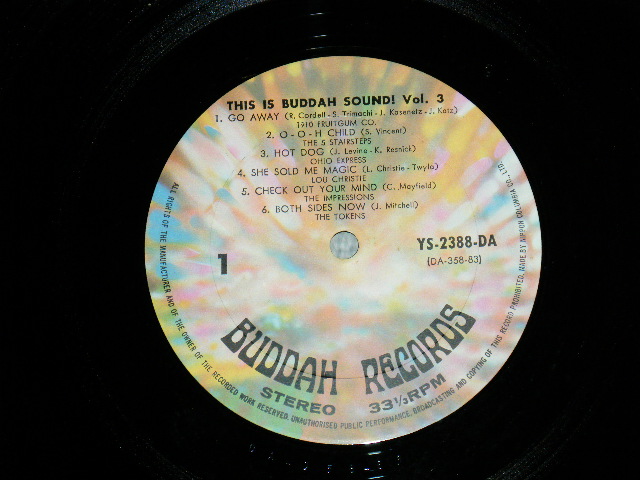 THIS IS BUDDAH SOUND! Vol. 3
1. GO AWAY (R. Cordell - S. Trimachi - J. Kasenetz - J. Katz)
1910 FRUITGUM CO.
2. O - O - H CHILD (S. Vincent)
THE 5 STAIRSTEPS
3. HOT DOG (J. Levine - K. Resnick)
OHIO EXPRESS
4. SHE SOLD ME MAGIC (L. Christie - Twyla)
LOU CHRISTIE
5. CHECK OUT YOUR MIND (C. Mayfield)
THE IMPRESSIONS
6. BOTH SIDES NOW (J. Mitchell)
THE TOKENS
1
YS-2388-DA
(DA-358-83)
BUDDAH RECORDS
STEREO 33 1/3 RPM
ALL RIGHTS OF THE MANUFACTURER AND OF THE OWNER OF THE RECORDED WORK RESERVED. UNAUTHORISED PUBLIC PERFORMANCE, BROADCASTING AND COPYING OF THIS RECORD PROHIBITED. MADE BY NIPPON COLUMBIA CO., LTD.